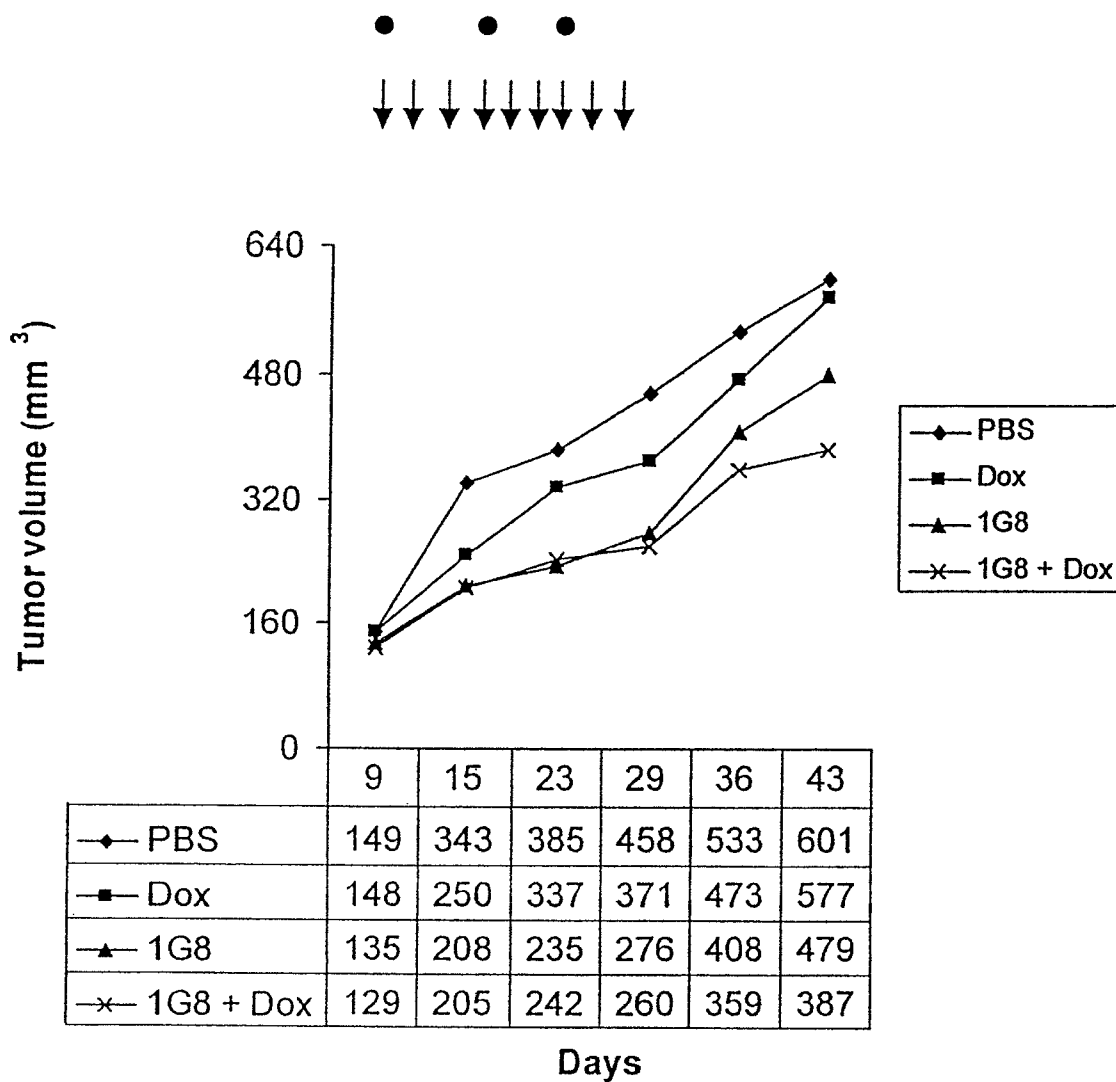 640
480
320
160
0
Tumor volume (mm 3)
PBS
Dox
1G8
1G8 + Dox
9 15 23 29 36 43
PBS 149 343 385 458 533 601
Dox 148 250 337 371 473 577
1G8 135 208 235 276 408 479
1G8 + Dox 129 205 242 260 359 387
Days